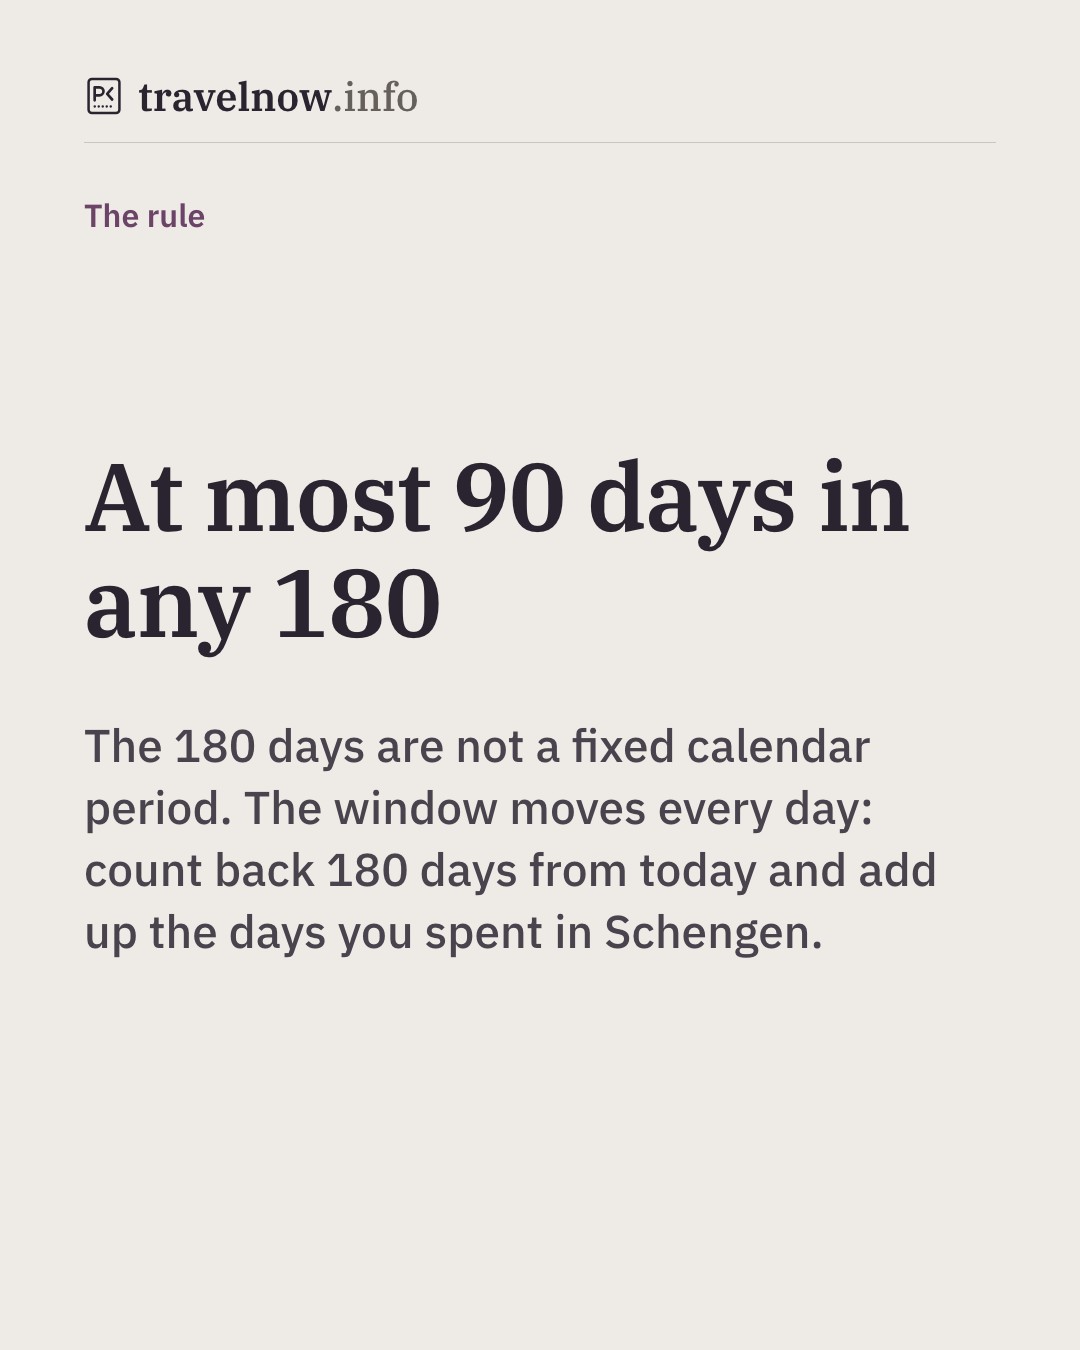 travelnow.info
The rule
At most 90 days in
any 180
The 180 days are not a fixed calendar
period. The window moves every day:
count back 180 days from today and add
up the days you spent in Schengen.